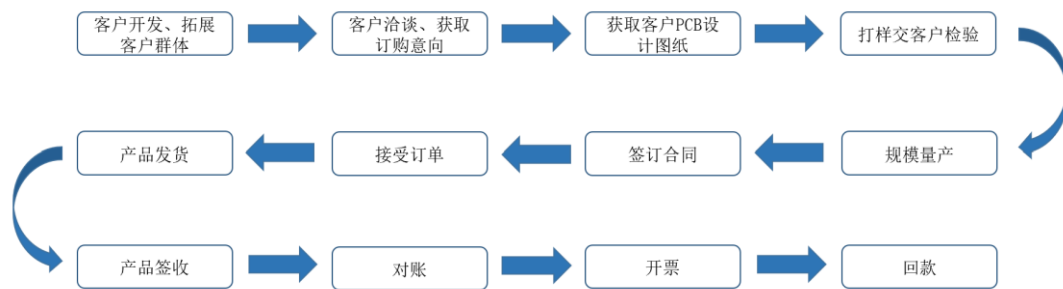 客户开发、拓展
客户群体
客户洽谈、获取
订购意向
获取客户PCB设
计图纸
打样交客户检验
规模量产
签订合同
接受订单
产品发货
产品签收
对账
开票
回款